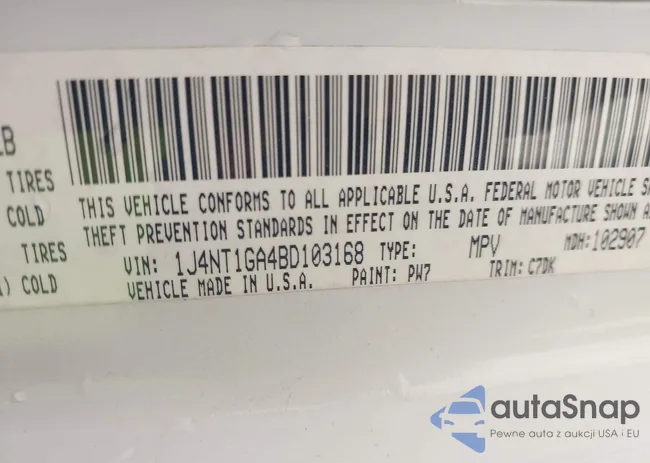 LB
TIRES
COLD
THIS VEHICLE CONFORMS TO ALL APPLICABLE U.S.A. FEDERAL MOTOR VEHICLE SA
THEFT PREVENTION STANDARDS IN EFFECT ON THE DATE OF MANUFACTURE SHOWN A
TIRES
VIN: 1J4NT1GA4BD103168 TYPE: MPV MDH:102907
) COLD
VEHICLE MADE IN U.S.A. PAINT: PW7 TRIM: C7DK
autaSnap
Pewne auta z aukcji USA i EU